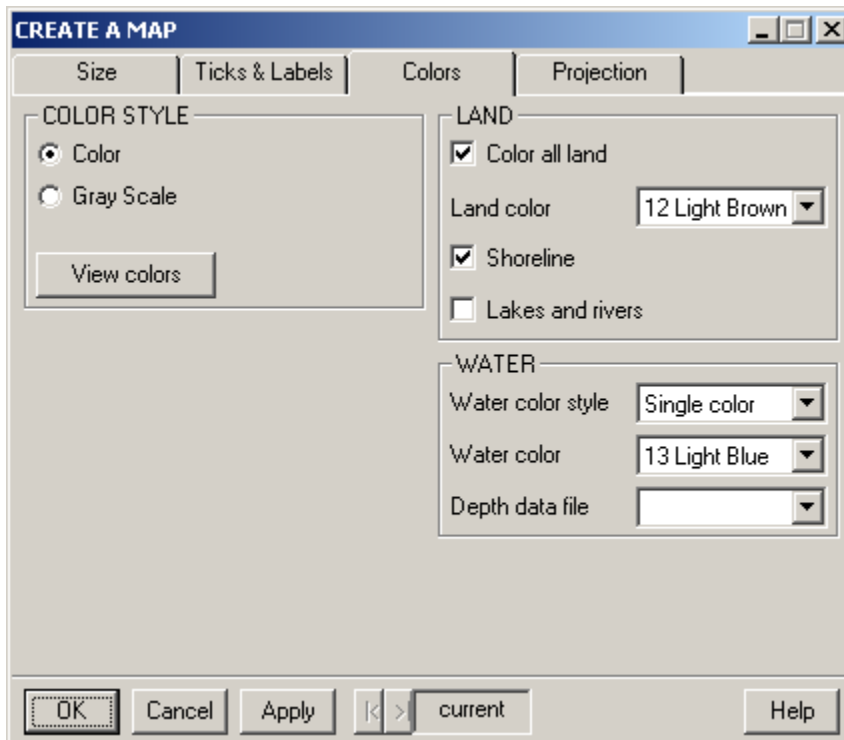 CREATE A MAP
Size Ticks & Labels Colors Projection
COLOR STYLE
Color
Gray Scale
View colors
LAND
Color all land
Land color 12 Light Brown
Shoreline
Lakes and rivers
WATER
Water color style Single color
Water color 13 Light Blue
Depth data file
OK Cancel Apply |< >| current Help